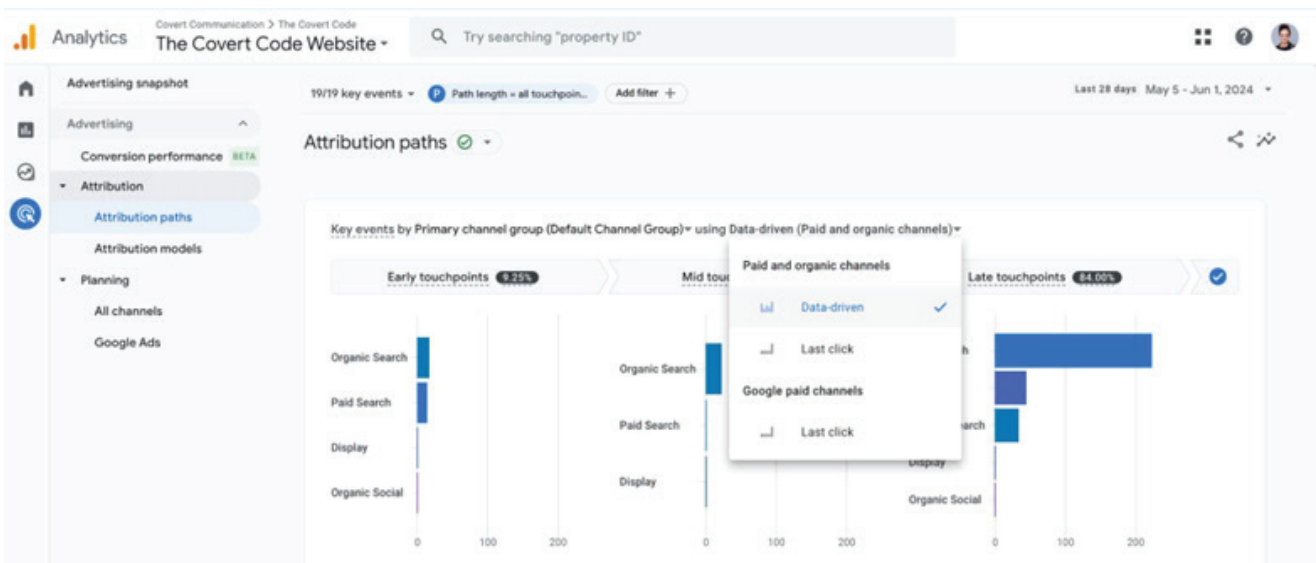 Analytics
Covert Communication > The Covert Code
The Covert Code Website
Try searching "property ID"
Advertising snapshot
Advertising
Conversion performance BETA
Attribution
Attribution paths
Attribution models
Planning
All channels
Google Ads
19/19 key events
P Path length = all touchpoin...
Add filter +
Last 28 days May 5 - Jun 1, 2024
Attribution paths
Key events by Primary channel group (Default Channel Group) using Data-driven (Paid and organic channels)
Early touchpoints 9.25%
Mid tou
Late touchpoints 84.00%
Paid and organic channels
Data-driven
Last click
Google paid channels
Last click
Organic Search
Paid Search
Display
Organic Social
0 100 200
Organic Search
Paid Search
Display
0 100 200
h
arch
Display
Organic Social
0 100 200